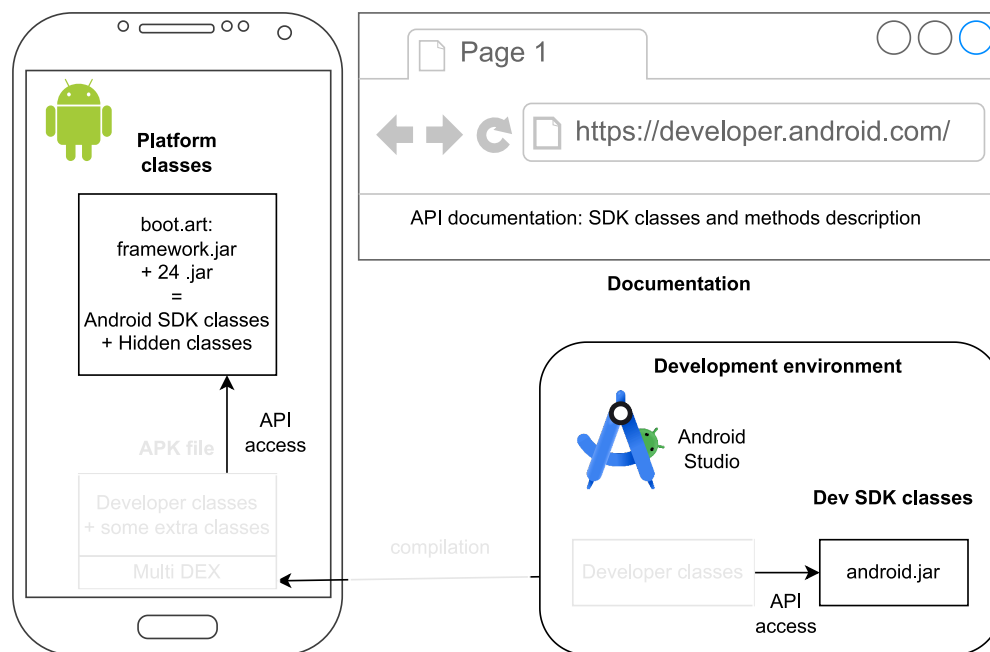 Platform
classes
boot.art:
framework.jar
+ 24 .jar
=
Android SDK classes
+ Hidden classes
API
access
APK file
Developer classes
+ some extra classes
Multi DEX
Page 1
https://developer.android.com/
API documentation: SDK classes and methods description
Documentation
compilation
Development environment
Android
Studio
Dev SDK classes
Developer classes
android.jar
API
access